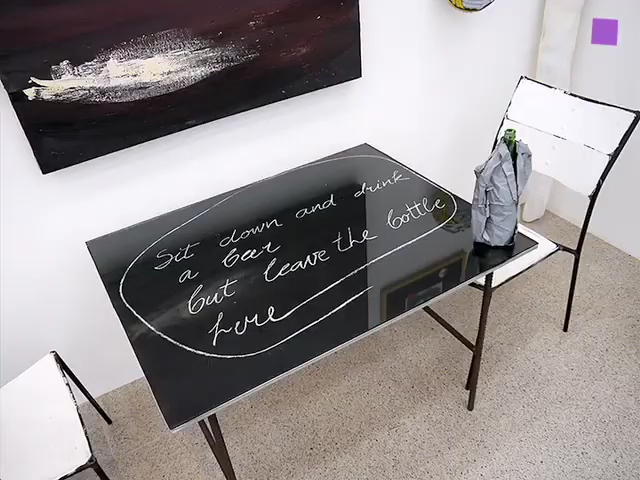 Sit down and drink
a beer
but leave the bottle
here